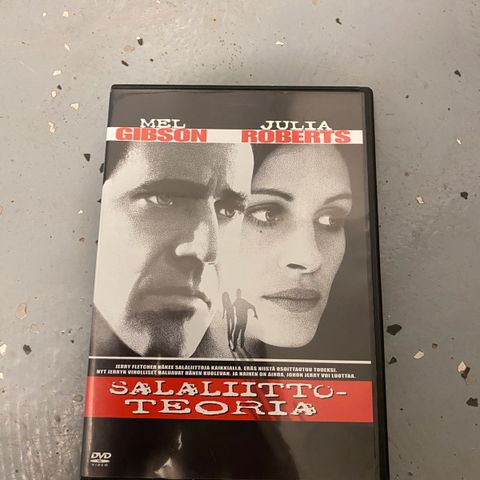 MEL JULIA
GIBSON ROBERTS
JERRY FLETCHER NÄKEE SALALIITTOJA KAIKKIALLA. ERÄS NIISTÄ OSOITTAUTUU TODEKSI.
NYT JERRYN VIHOLLISET HALUAVAT HÄNEN KUOLEVAN. JA NAINEN ON AINOA, JOHON JERRY VOI LUOTTAA.
SALALIITTO-
TEORIA
DVD
VIDEO